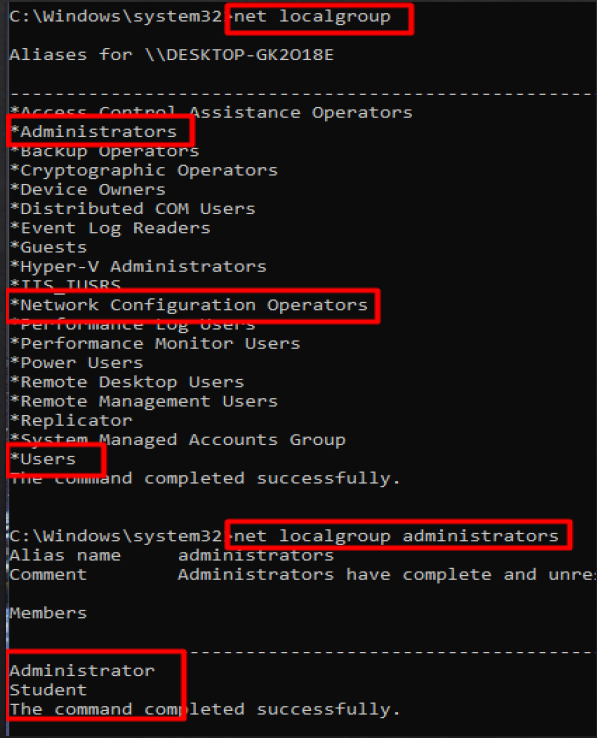 C:\Windows\system32>net localgroup
Aliases for \\DESKTOP-GK2O18E
-------------------------------------------------------
*Access Control Assistance Operators
*Administrators
*Backup Operators
*Cryptographic Operators
*Device Owners
*Distributed COM Users
*Event Log Readers
*Guests
*Hyper-V Administrators
*IIS_IUSRS
*Network Configuration Operators
*Performance Log Users
*Performance Monitor Users
*Power Users
*Remote Desktop Users
*Remote Management Users
*Replicator
*System Managed Accounts Group
*Users
The command completed successfully.
C:\Windows\system32>net localgroup administrators
Alias name     administrators
Comment        Administrators have complete and unres
Members
-------------------------------------------------------
Administrator
Student
The command completed successfully.